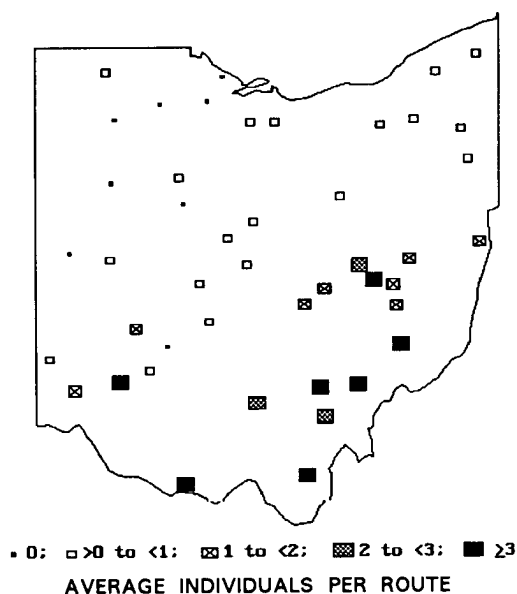 0; >0 to <1; 1 to <2; 2 to <3; ≥3
AVERAGE INDIVIDUALS PER ROUTE